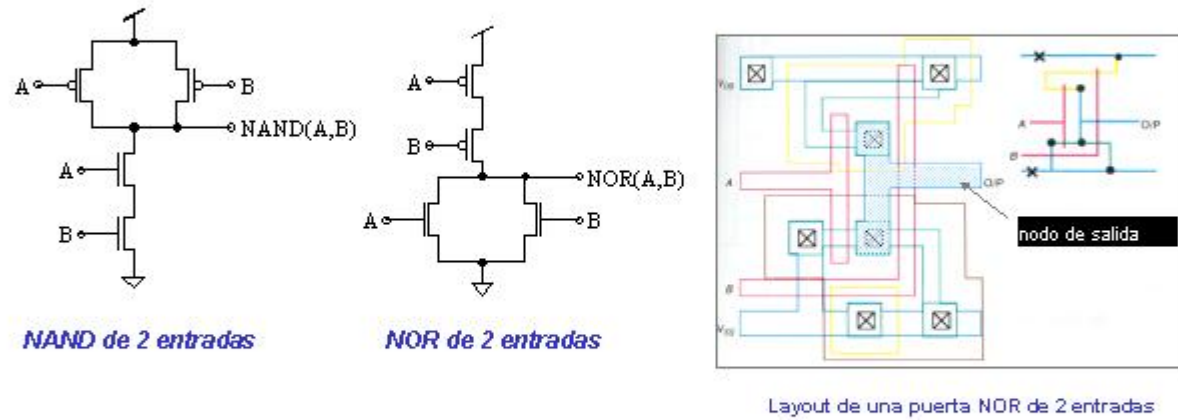 A
B
NAND(A,B)
A
B
NAND de 2 entradas
A
B
NOR(A,B)
A
B
NOR de 2 entradas
A
O/P
B
V
A
O/P
nodo de salida
B
V
Layout de una puerta NOR de 2 entradas